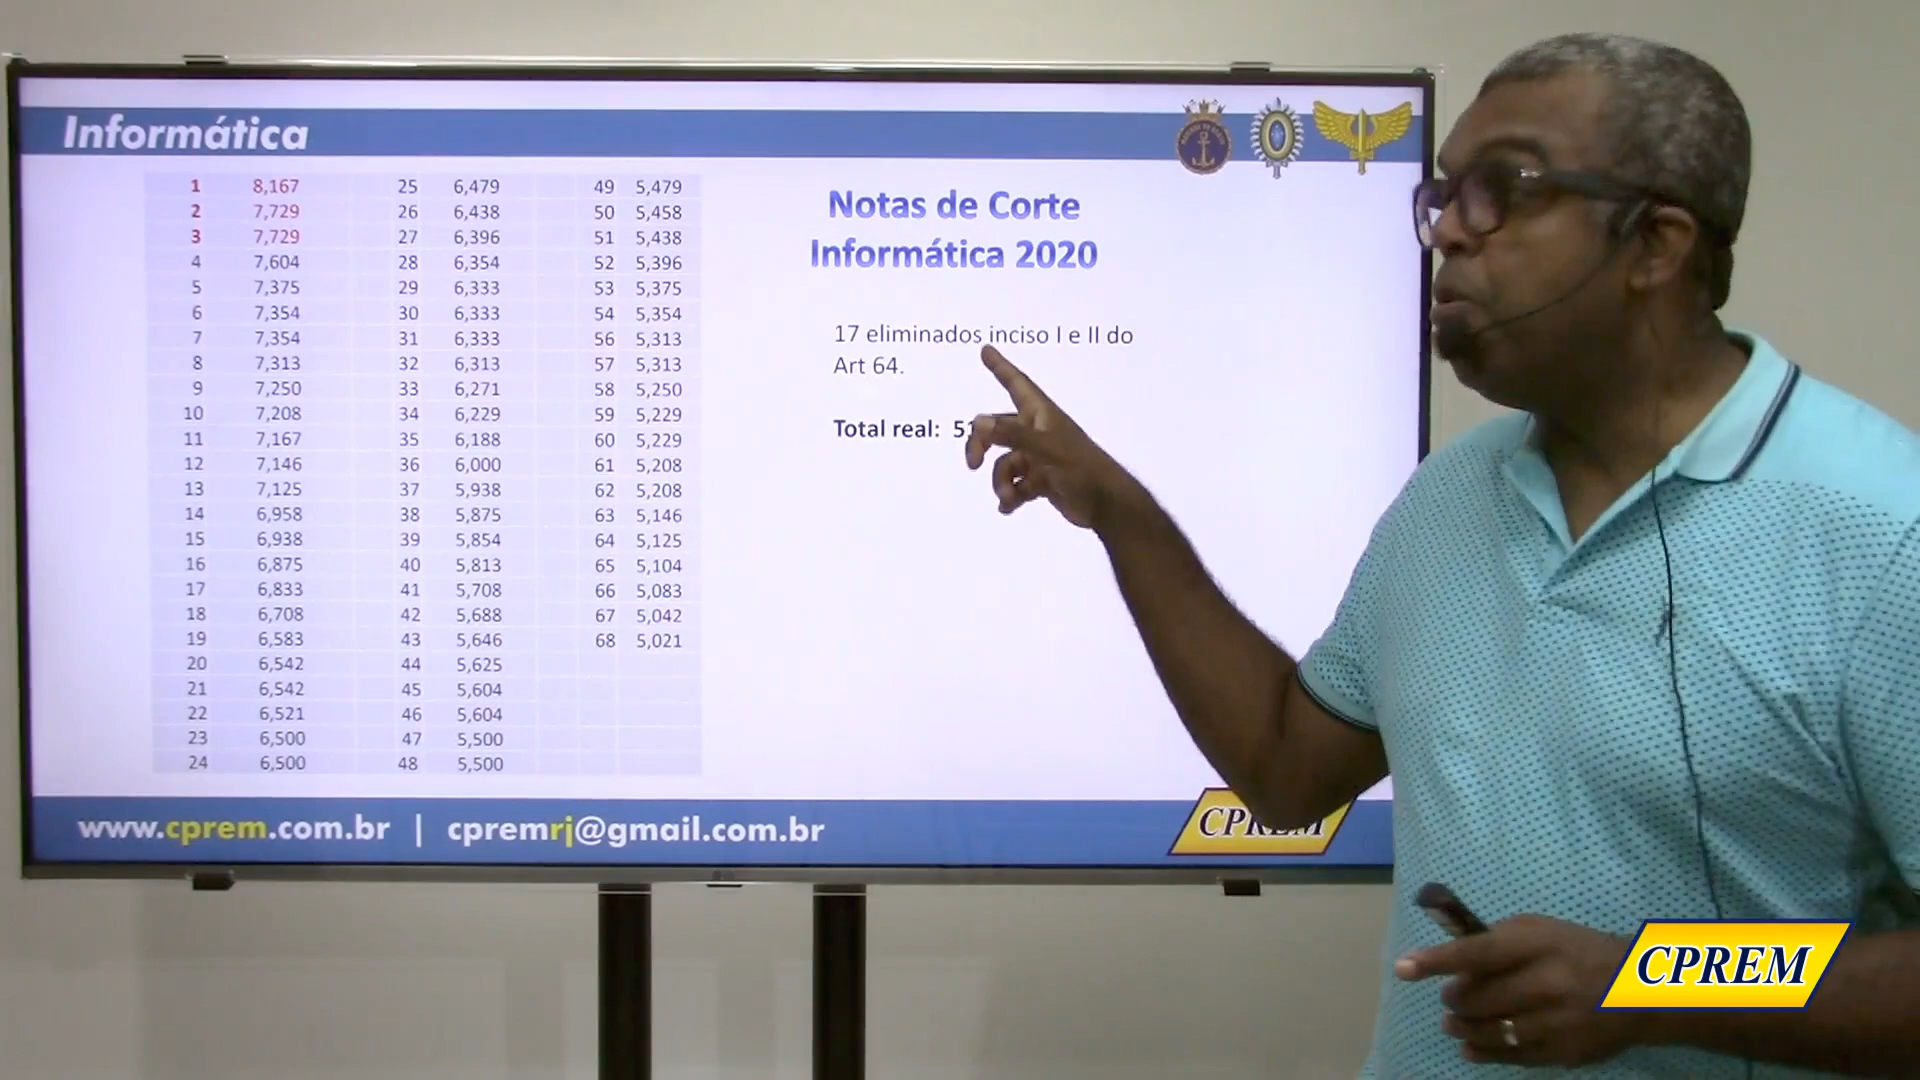 Informática
1 8,167 25 6,479 49 5,479
2 7,729 26 6,438 50 5,458
3 7,729 27 6,396 51 5,438
4 7,604 28 6,354 52 5,396
5 7,375 29 6,333 53 5,375
6 7,354 30 6,333 54 5,354
7 7,354 31 6,333 56 5,313
8 7,313 32 6,313 57 5,313
9 7,250 33 6,271 58 5,250
10 7,208 34 6,229 59 5,229
11 7,167 35 6,188 60 5,229
12 7,146 36 6,000 61 5,208
13 7,125 37 5,938 62 5,208
14 6,958 38 5,875 63 5,146
15 6,938 39 5,854 64 5,125
16 6,875 40 5,813 65 5,104
17 6,833 41 5,708 66 5,083
18 6,708 42 5,688 67 5,042
19 6,583 43 5,646 68 5,021
20 6,542 44 5,625
21 6,542 45 5,604
22 6,521 46 5,604
23 6,500 47 5,500
24 6,500 48 5,500
Notas de Corte
Informática 2020
17 eliminados inciso I e II do
Art 64.
Total real: 51
www.cprem.com.br | cpremrj@gmail.com.br
CPREM
CPREM